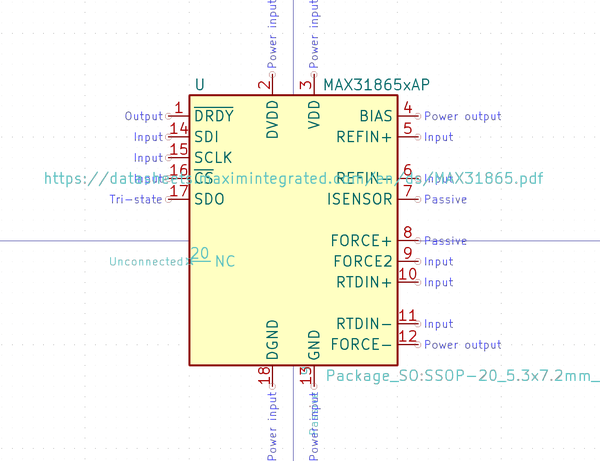 Power input
Power input
U
MAX31865xAP
2
3
DVDD
VDD
Output 1 DRDY
BIAS 4 Power output
Input 14 SDI
REFIN+ 5 Input
Input 15 SCLK
Input 16 CS
REFIN- 6 Input
https://datasheets.maximintegrated.com/en/ds/MAX31865.pdf
Tri-state 17 SDO
ISENSOR 7 Passive
FORCE+ 8 Passive
Unconnected 20 NC
FORCE2 9 Input
RTDIN+ 10 Input
RTDIN- 11 Input
FORCE- 12 Power output
DGND
GND
18
13
Package_SO:SSOP-20_5.3x7.2mm_
Power input
Power input